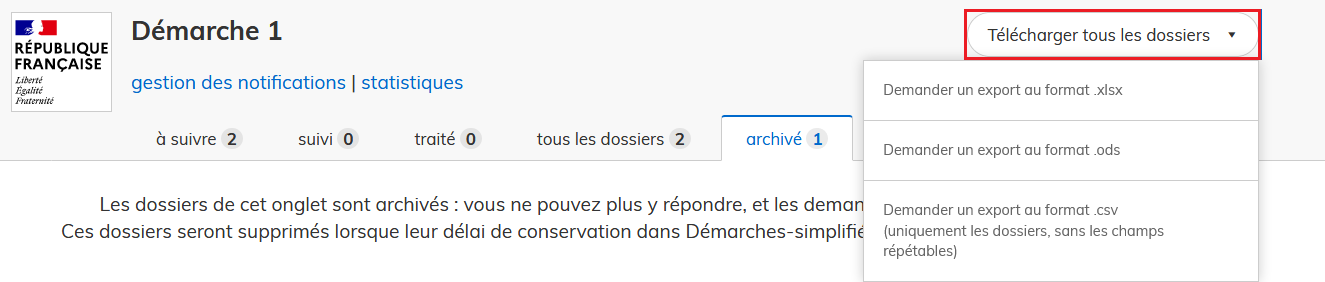 RÉPUBLIQUE
FRANÇAISE
Liberté
Égalité
Fraternité
Démarche 1
gestion des notifications | statistiques
Télécharger tous les dossiers
à suivre 2 suivi 0 traité 0 tous les dossiers 2 archivé 1
Demander un export au format .xlsx
Demander un export au format .ods
Demander un export au format .csv
(uniquement les dossiers, sans les champs
répétables)
Les dossiers de cet onglet sont archivés : vous ne pouvez plus y répondre, et les
Ces dossiers seront supprimés lorsque leur délai de conservation dans